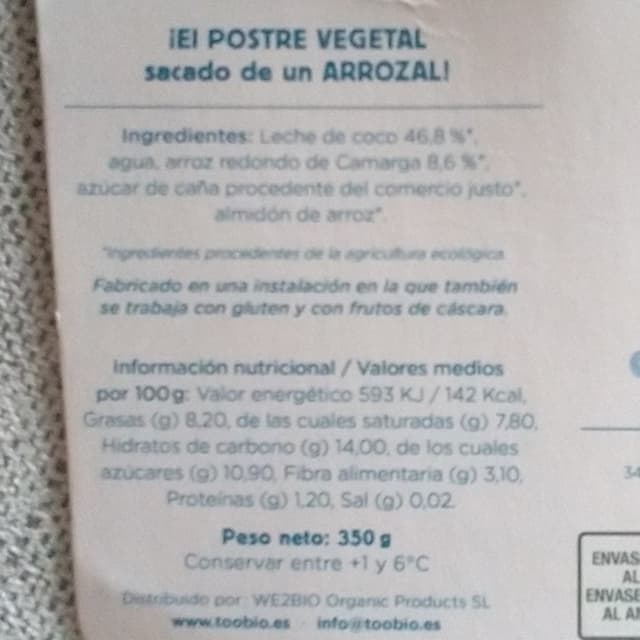 ¡El POSTRE VEGETAL
sacado de un ARROZAL!
Ingredientes: Leche de coco 46,8 %*,
agua, arroz redondo de Camarga 8,6 %*,
azúcar de caña procedente del comercio justo*,
almidón de arroz*.
*Ingredientes procedentes de la agricultura ecológica.
Fabricado en una instalación en la que también
se trabaja con gluten y con frutos de cáscara.
Información nutricional / Valores medios
por 100 g: Valor energético 593 KJ / 142 Kcal,
Grasas (g) 8,20, de las cuales saturadas (g) 7,80,
Hidratos de carbono (g) 14,00, de los cuales
azúcares (g) 10,90, Fibra alimentaria (g) 3,10,
Proteínas (g) 1,20, Sal (g) 0,02.
Peso neto: 350 g
Conservar entre +1 y 6°C
Distribuido por: WE2BIO Organic Products SL
www.toobio.es · info@toobio.es
34
ENVAS
AL
ENVASE
AL AM